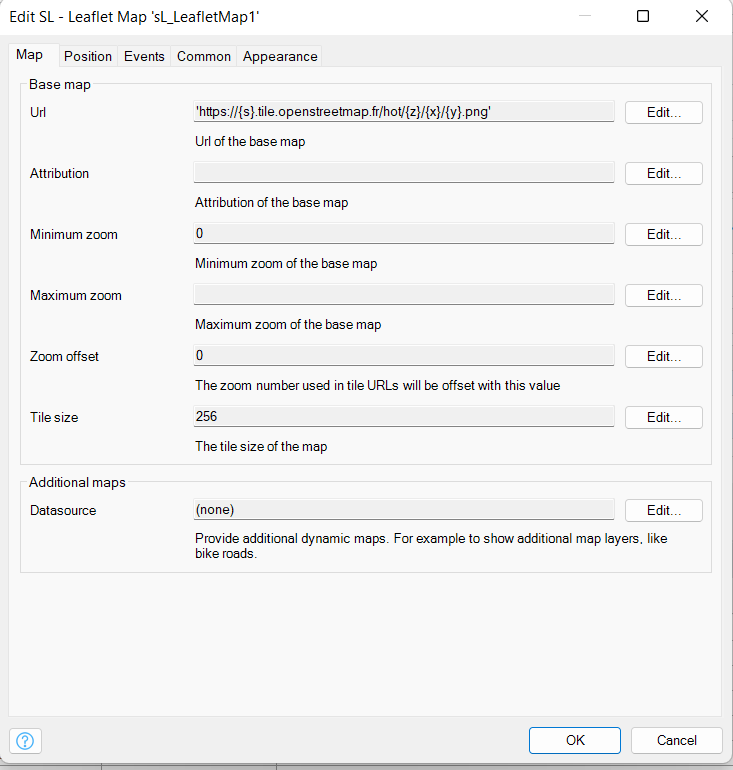 Edit SL - Leaflet Map 'sL_LeafletMap1'
Map Position Events Common Appearance
Base map
Url 'https://{s}.tile.openstreetmap.fr/hot/{z}/{x}/{y}.png' Edit...
Url of the base map
Attribution Edit...
Attribution of the base map
Minimum zoom 0 Edit...
Minimum zoom of the base map
Maximum zoom Edit...
Maximum zoom of the base map
Zoom offset 0 Edit...
The zoom number used in tile URLs will be offset with this value
Tile size 256 Edit...
The tile size of the map
Additional maps
Datasource (none) Edit...
Provide additional dynamic maps. For example to show additional map layers, like
bike roads.
? OK Cancel